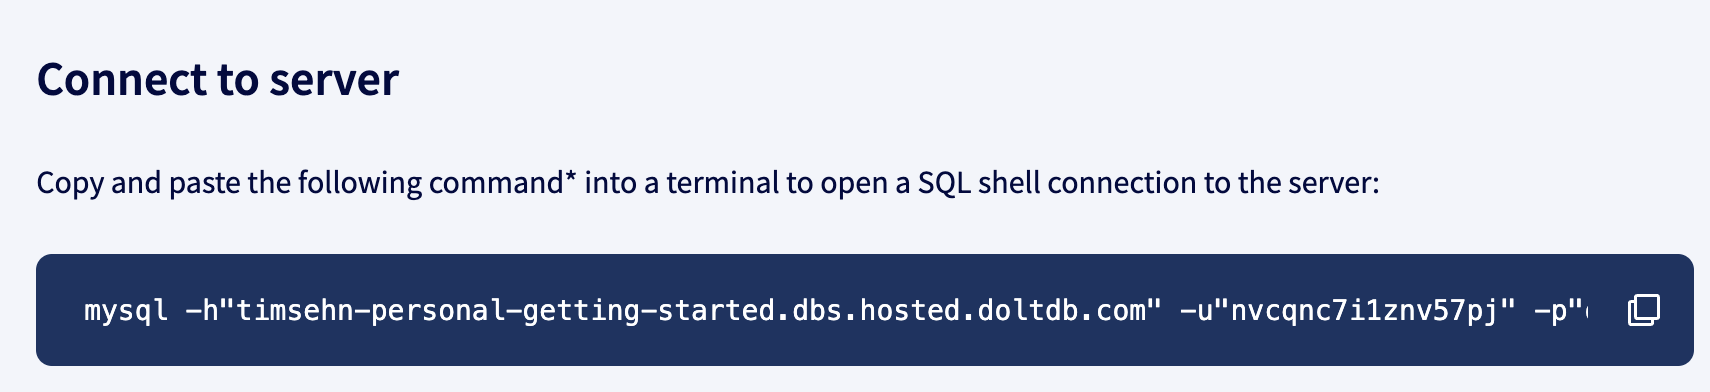 Connect to server
Copy and paste the following command* into a terminal to open a SQL shell connection to the server:
mysql -h"timsehn-personal-getting-started.dbs.hosted.doltdb.com" -u"nvcqnc7i1znv57pj" -p"